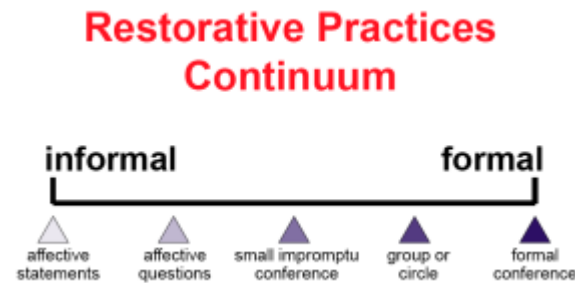 Restorative Practices
Continuum
informal formal
affective affective small impromptu group or formal
statements questions conference circle conference